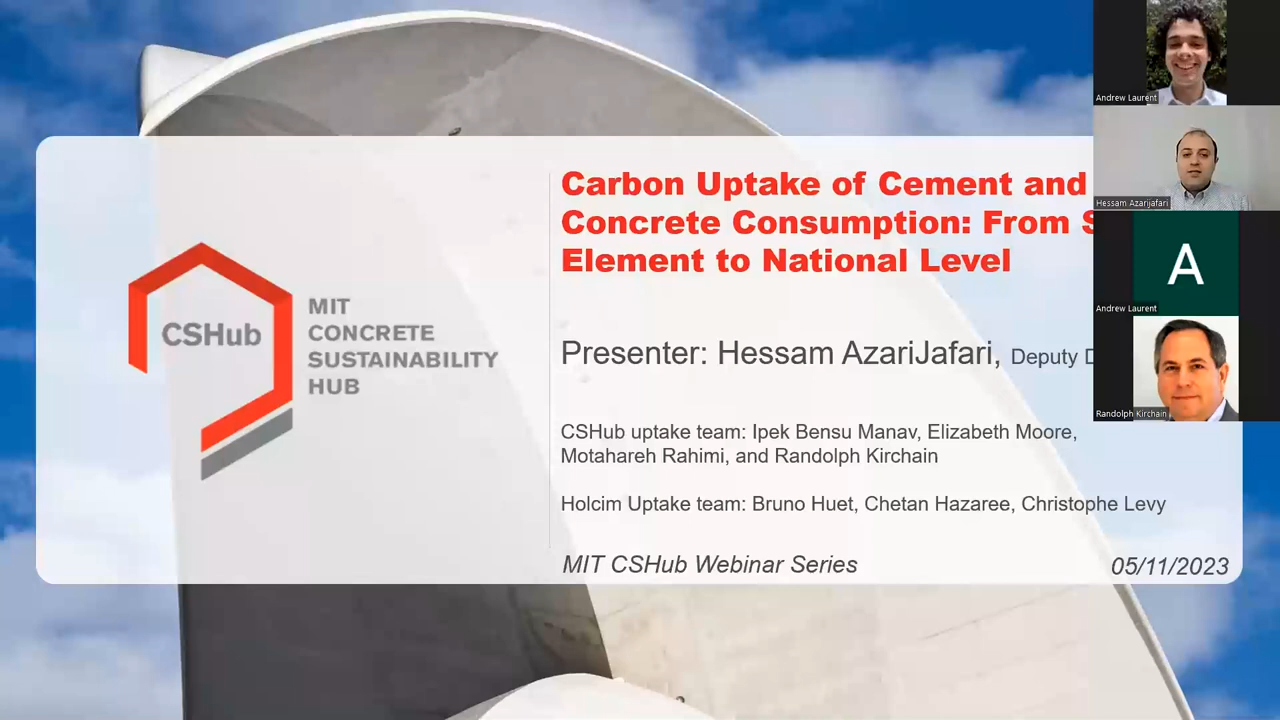 Carbon Uptake of Cement and
Concrete Consumption: From
Element to National Level
CSHub
MIT
CONCRETE
SUSTAINABILITY
HUB
Presenter: Hessam AzariJafari, Deputy
CSHub uptake team: Ipek Bensu Manav, Elizabeth Moore,
Motahareh Rahimi, and Randolph Kirchain
Holcim Uptake team: Bruno Huet, Chetan Hazaree, Christophe Levy
MIT CSHub Webinar Series
05/11/2023
Andrew Laurent
Hessam Azarijafari
A
Andrew Laurent
Randolph Kirchain